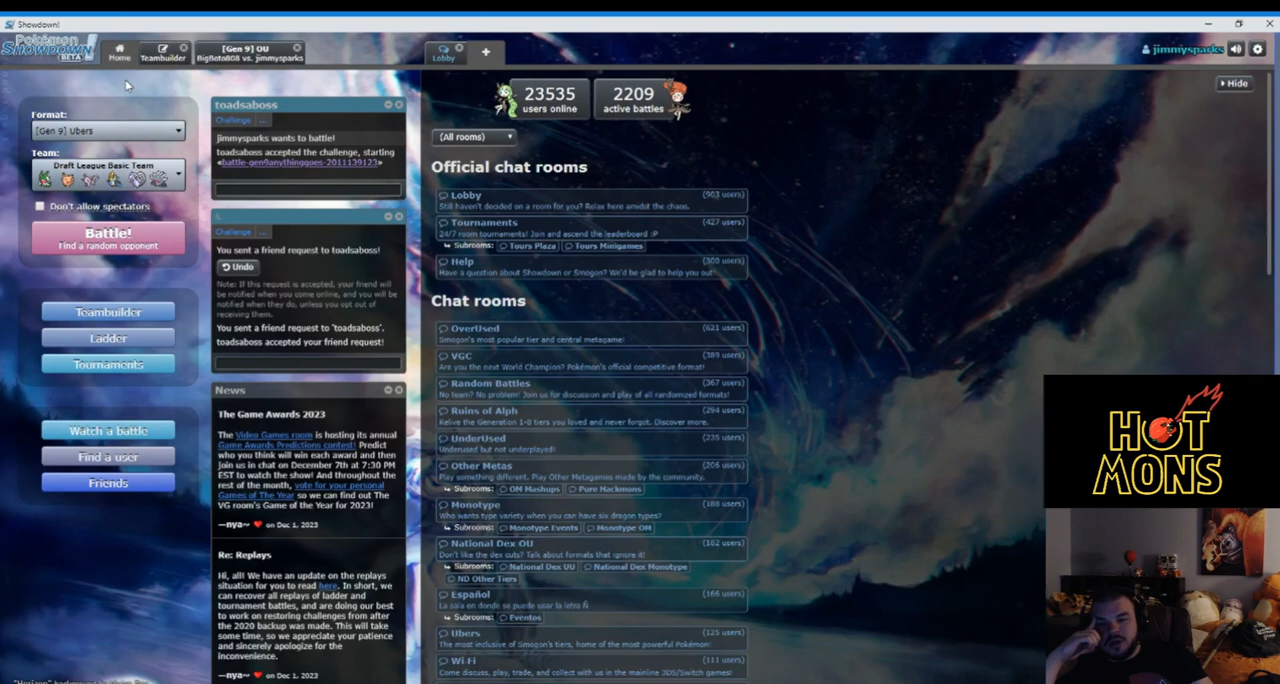 Showdown!
Pokémon
SHOWDOWN!
BETA
Home
Teambuilder
[Gen 9] OU
BigBoto808 vs. jimmysparks
Lobby
+
jimmysparks
Format:
[Gen 9] Ubers
Team:
Draft League Basic Team
Don't allow spectators
Battle!
Find a random opponent
Teambuilder
Ladder
Tournaments
Watch a battle
Find a user
Friends
toadsaboss
Challenge ...
jimmysparks wants to battle!
toadsaboss accepted the challenge, starting
«battle-gen9anythinggoes-2011139123»
Challenge ...
You sent a friend request to toadsaboss!
Undo
Note: If this request is accepted, your friend will
be notified when you come online, and you will be
notified when they do, unless you opt out of
receiving them.
You sent a friend request to 'toadsaboss'.
toadsaboss accepted your friend request!
News
The Game Awards 2023
The Video Games room is hosting its annual
Game Awards Predictions contest! Predict
who you think will win each award and then
join us in chat on December 7th at 7:30 PM
EST to watch the show! And throughout the
rest of the month, vote for your personal
Games of The Year so we can find out The
VG room's Game of the Year for 2023!
—nya~ ❤ on Dec 1, 2023
Re: Replays
Hi, all! We have an update on the replays
situation for you to read here. In short, we
can recover all replays of ladder and
tournament battles, and are doing our best
to work on restoring challenges from after
the 2020 backup was made. This will take
some time, so we appreciate your patience
and sincerely apologize for the
inconvenience.
—nya~ ❤ on Dec 1, 2023
23535
users online
2209
active battles
Hide
(All rooms)
Official chat rooms
Lobby (903 users)
Still haven't decided on a room for you? Relax here amidst the chaos.
Tournaments (427 users)
24/7 room tournaments! Join and ascend the leaderboard :P
Subrooms: Tours Plaza Tours Minigames
Help (300 users)
Have a question about Showdown or Smogon? We'd be glad to help you out!
Chat rooms
OverUsed (621 users)
Smogon's most popular tier and central metagame!
VGC (389 users)
Are you the next World Champion? Pokémon's official competitive format!
Random Battles (367 users)
No team? No problem! Join us for discussion and play of all randomized formats!
Ruins of Alph (294 users)
Relive the Generation 1-8 tiers you loved and never forgot. Discover more.
UnderUsed (235 users)
Underused but not underplayed!
Other Metas (206 users)
Play something different. Play Other Metagames made by the community.
Subrooms: OM Mashups Pure Hackmons
Monotype (188 users)
Who wants type variety when you can have six dragon types?
Subrooms: Monotype Events Monotype OM
National Dex OU (182 users)
Don't like the dex cuts? Talk about formats that ignore it!
Subrooms: National Dex UU National Dex Monotype
ND Other Tiers
Español (166 users)
La sala en donde se puede usar la letra Ñ
Subrooms: Eventos
Ubers (125 users)
The most inclusive of Smogon's tiers, home of the most powerful Pokémon!
Wi-Fi (111 users)
Come discuss, play, trade, and collect with us in the mainline 3DS/Switch games!
HOT
MONS